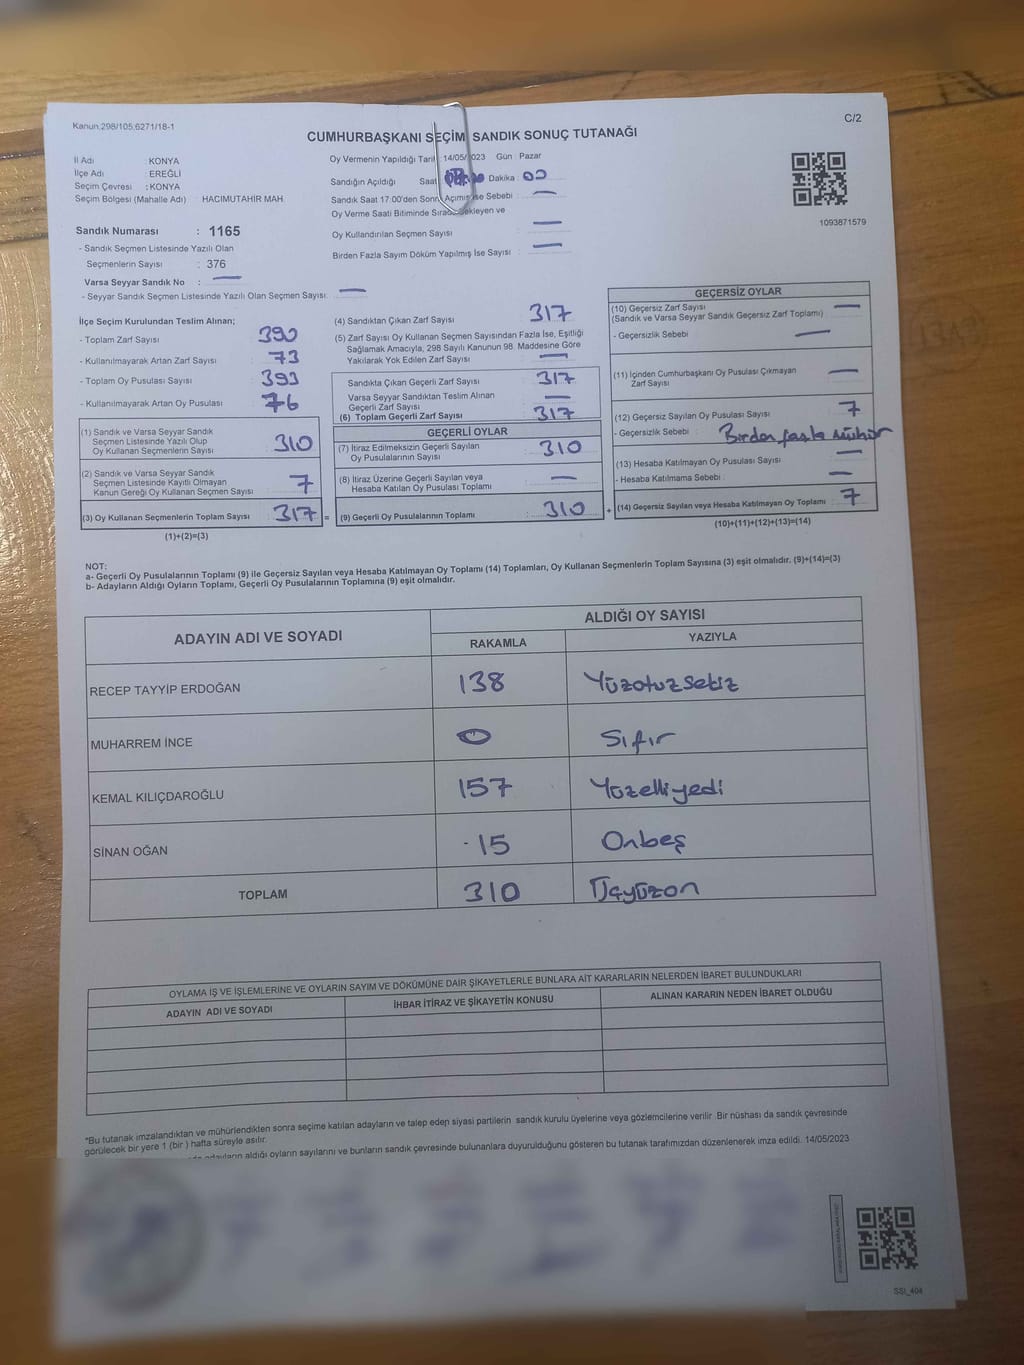 Kanun.298/105,6271/18-1
C/2
CUMHURBAŞKANI SEÇİM SANDIK SONUÇ TUTANAĞI
İl Adı : KONYA
İlçe Adı : EREĞLİ
Seçim Çevresi : KONYA
Seçim Bölgesi (Mahalle Adı) HACIMUTAHİR MAH
Oy Vermenin Yapıldığı Tarih 14/05/2023 Gün : Pazar
Sandığın Açıldığı Saat Dakika : 00
Sandık Saat 17.00'den Sonra Açılmış İse Sebebi : —
Oy Verme Saati Bitiminde Sırada Bekleyen ve
Oy Kullandırılan Seçmen Sayısı : —
Birden Fazla Sayım Döküm Yapılmış İse Sayısı : —
1093871579
Sandık Numarası : 1165
- Sandık Seçmen Listesinde Yazılı Olan
Seçmenlerin Sayısı : 376
Varsa Seyyar Sandık No : —
- Seyyar Sandık Seçmen Listesinde Yazılı Olan Seçmen Sayısı: —
İlçe Seçim Kurulundan Teslim Alınan;
- Toplam Zarf Sayısı 390
- Kullanılmayarak Artan Zarf Sayısı 73
- Toplam Oy Pusulası Sayısı 393
- Kullanılmayarak Artan Oy Pusulası 76
(1) Sandık ve Varsa Seyyar Sandık
Seçmen Listesinde Yazılı Olup
Oy Kullanan Seçmenlerin Sayısı 310
(2) Sandık ve Varsa Seyyar Sandık
Seçmen Listesinde Kayıtlı Olmayan
Kanun Gereği Oy Kullanan Seçmen Sayısı 7
(3) Oy Kullanan Seçmenlerin Toplam Sayısı 317 =
(1)+(2)=(3)
(4) Sandıktan Çıkan Zarf Sayısı 317
(5) Zarf Sayısı Oy Kullanan Seçmen Sayısından Fazla İse, Eşitliği
Sağlamak Amacıyla, 298 Sayılı Kanunun 98. Maddesine Göre
Yakılarak Yok Edilen Zarf Sayısı —
Sandıkta Çıkan Geçerli Zarf Sayısı 317
Varsa Seyyar Sandıktan Teslim Alınan
Geçerli Zarf Sayısı —
(6) Toplam Geçerli Zarf Sayısı 317
GEÇERLİ OYLAR
(7) İtiraz Edilmeksizin Geçerli Sayılan
Oy Pusulalarının Sayısı 310
(8) İtiraz Üzerine Geçerli Sayılan veya
Hesaba Katılan Oy Pusulası Toplamı —
(9) Geçerli Oy Pusulalarının Toplamı 310 +
GEÇERSİZ OYLAR
(10) Geçersiz Zarf Sayısı —
(Sandık ve Varsa Seyyar Sandık Geçersiz Zarf Toplamı)
- Geçersizlik Sebebi : —
(11) İçinden Cumhurbaşkanı Oy Pusulası Çıkmayan
Zarf Sayısı —
(12) Geçersiz Sayılan Oy Pusulası Sayısı 7
- Geçersizlik Sebebi : Birden fazla mühür
(13) Hesaba Katılmayan Oy Pusulası Sayısı —
- Hesaba Katılmama Sebebi : —
(14) Geçersiz Sayılan veya Hesaba Katılmayan Oy Toplamı 7
(10)+(11)+(12)+(13)=(14)
NOT:
a- Geçerli Oy Pusulalarının Toplamı (9) ile Geçersiz Sayılan veya Hesaba Katılmayan Oy Toplamı (14) Toplamları, Oy Kullanan Seçmenlerin Toplam Sayısına (3) eşit olmalıdır. (9)+(14)=(3)
b- Adayların Aldığı Oyların Toplamı, Geçerli Oy Pusulalarının Toplamına (9) eşit olmalıdır.
ADAYIN ADI VE SOYADI
ALDIĞI OY SAYISI
RAKAMLA YAZIYLA
RECEP TAYYİP ERDOĞAN 138 Yüzotuzsekiz
MUHARREM İNCE 0 Sıfır
KEMAL KILIÇDAROĞLU 157 Yüzelliyedi
SİNAN OĞAN 15 Onbeş
TOPLAM 310 Üçyüzon
OYLAMA İŞ VE İŞLEMLERİNE VE OYLARIN SAYIM VE DÖKÜMÜNE DAİR ŞİKAYETLERLE BUNLARA AİT KARARLARIN NELERDEN İBARET BULUNDUKLARI
ADAYIN ADI VE SOYADI İHBAR İTİRAZ VE ŞİKAYETİN KONUSU ALINAN KARARIN NEDEN İBARET OLDUĞU
*Bu tutanak imzalandıktan ve mühürlendikten sonra seçime katılan adayların ve talep eden siyasi partilerin sandık kurulu üyelerine veya gözlemcilerine verilir. Bir nüshası da sandık çevresinde
görülecek bir yere 1 (bir) hafta süreyle asılır.
adayların aldığı oyların sayılarını ve bunların sandık çevresinde bulunanlara duyurulduğunu gösteren bu tutanak tarafımızdan düzenlenerek imza edildi. 14/05/2023
SSI_404